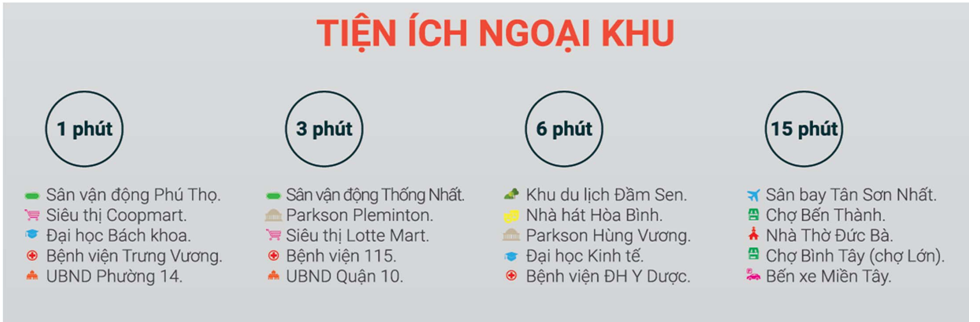 TIỆN ÍCH NGOẠI KHU
1 phút
Sân vận động Phú Thọ.
Siêu thị Coopmart.
Đại học Bách khoa.
Bệnh viện Trưng Vương.
UBND Phường 14.
3 phút
Sân vận động Thống Nhất.
Parkson Pleminton.
Siêu thị Lotte Mart.
Bệnh viện 115.
UBND Quận 10.
6 phút
Khu du lịch Đầm Sen.
Nhà hát Hòa Bình.
Parkson Hùng Vương.
Đại học Kinh tế.
Bệnh viện ĐH Y Dược.
15 phút
Sân bay Tân Sơn Nhất.
Chợ Bến Thành.
Nhà Thờ Đức Bà.
Chợ Bình Tây (chợ Lớn).
Bến xe Miền Tây.